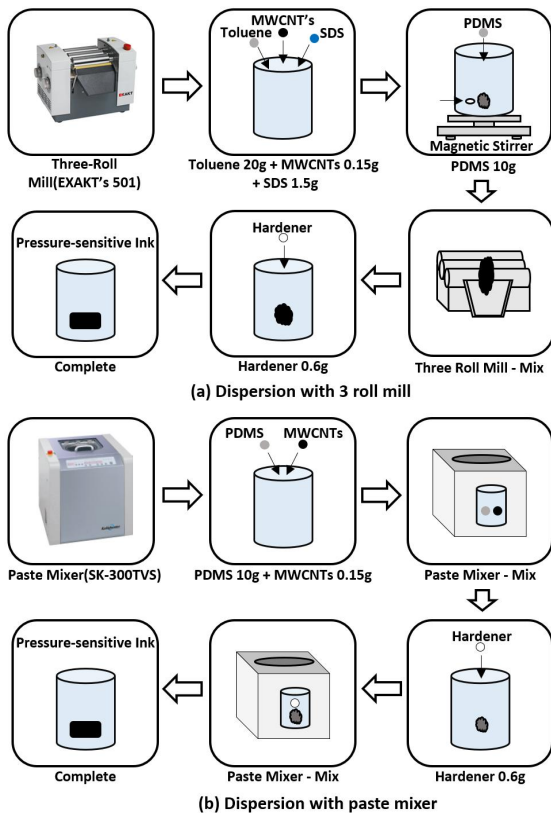 EXAKT
Three-Roll
Mill(EXAKT's 501)
MWCNT's
Toluene
SDS
Toluene 20g + MWCNTs 0.15g
+ SDS 1.5g
PDMS
Magnetic Stirrer
PDMS 10g
Three Roll Mill - Mix
Hardener
Hardener 0.6g
Pressure-sensitive Ink
Complete
(a) Dispersion with 3 roll mill
Paste Mixer(SK-300TVS)
PDMS MWCNTs
PDMS 10g + MWCNTs 0.15g
Paste Mixer - Mix
Hardener
Hardener 0.6g
Paste Mixer - Mix
Pressure-sensitive Ink
Complete
(b) Dispersion with paste mixer